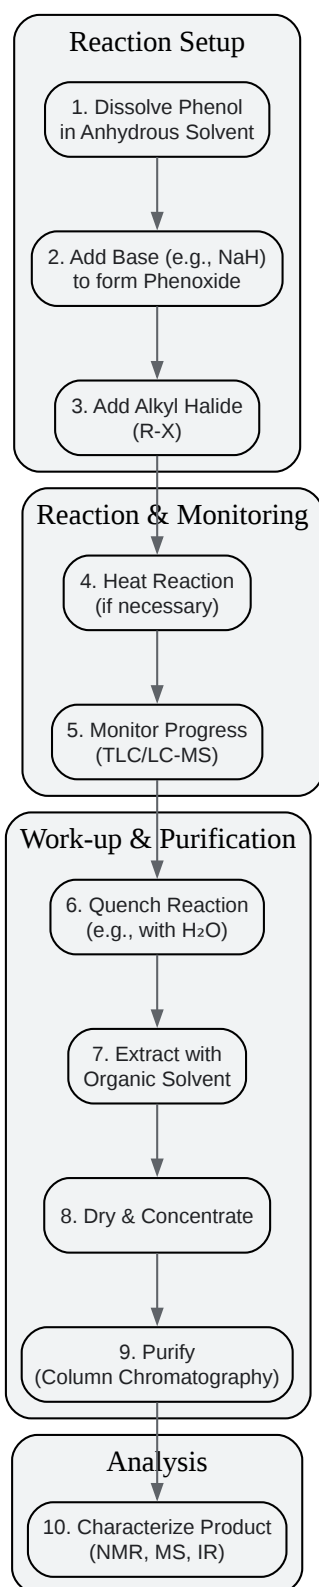 Reaction Setup
1. Dissolve Phenol
in Anhydrous Solvent
2. Add Base (e.g., NaH)
to form Phenoxide
3. Add Alkyl Halide
(R-X)
Reaction & Monitoring
4. Heat Reaction
(if necessary)
5. Monitor Progress
(TLC/LC-MS)
Work-up & Purification
6. Quench Reaction
(e.g., with H₂O)
7. Extract with
Organic Solvent
8. Dry & Concentrate
9. Purify
(Column Chromatography)
Analysis
10. Characterize Product
(NMR, MS, IR)